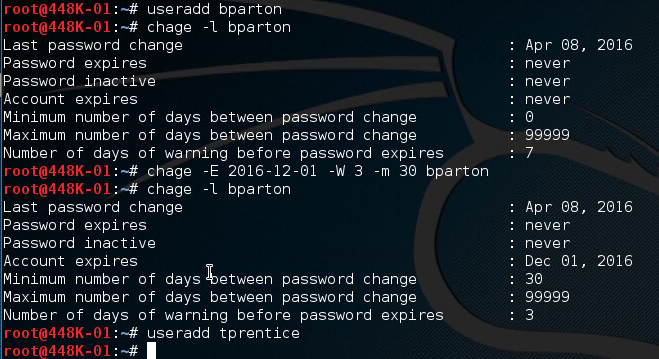 root@448K-01:~# useradd bparton
root@448K-01:~# chage -l bparton
Last password change : Apr 08, 2016
Password expires : never
Password inactive : never
Account expires : never
Minimum number of days between password change : 0
Maximum number of days between password change : 99999
Number of days of warning before password expires : 7
root@448K-01:~# chage -E 2016-12-01 -W 3 -m 30 bparton
root@448K-01:~# chage -l bparton
Last password change : Apr 08, 2016
Password expires : never
Password inactive : never
Account expires : Dec 01, 2016
Minimum number of days between password change : 30
Maximum number of days between password change : 99999
Number of days of warning before password expires : 3
root@448K-01:~# useradd tprentice
root@448K-01:~#